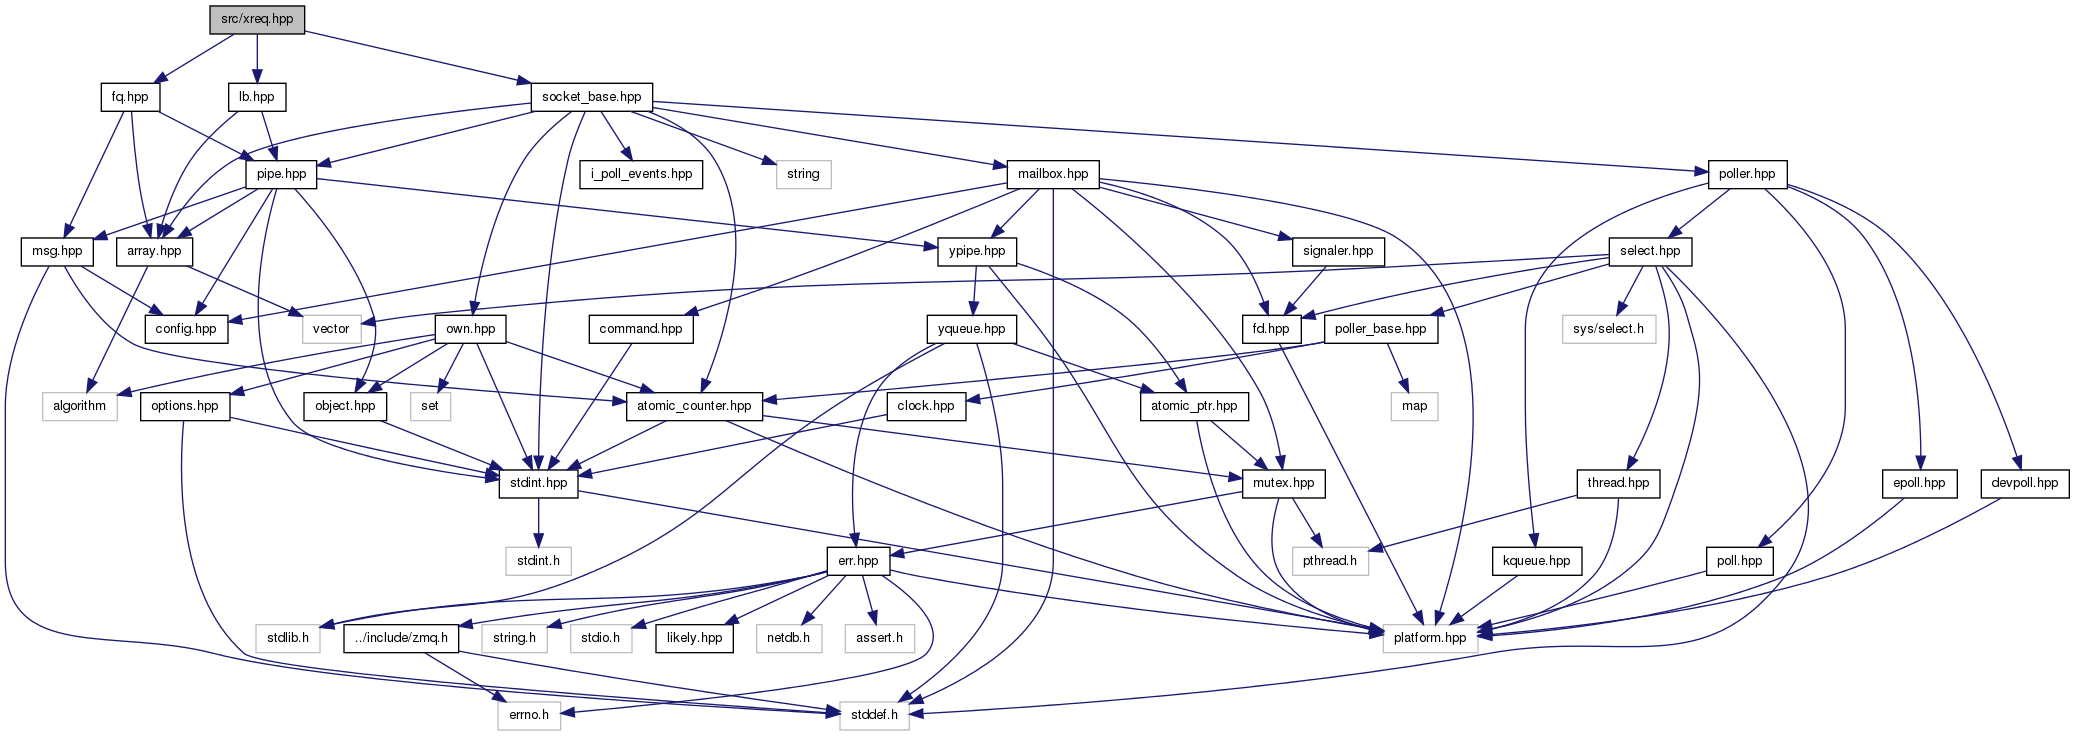 src/xreq.hpp
fq.hpp
lb.hpp
socket_base.hpp
pipe.hpp
i_poll_events.hpp
string
mailbox.hpp
poller.hpp
msg.hpp
array.hpp
ypipe.hpp
signaler.hpp
select.hpp
config.hpp
vector
own.hpp
command.hpp
yqueue.hpp
fd.hpp
poller_base.hpp
sys/select.h
algorithm
options.hpp
object.hpp
set
atomic_counter.hpp
clock.hpp
atomic_ptr.hpp
map
stdint.hpp
mutex.hpp
thread.hpp
epoll.hpp
devpoll.hpp
stdint.h
err.hpp
pthread.h
kqueue.hpp
poll.hpp
stdlib.h
../include/zmq.h
string.h
stdio.h
likely.hpp
netdb.h
assert.h
platform.hpp
errno.h
stddef.h